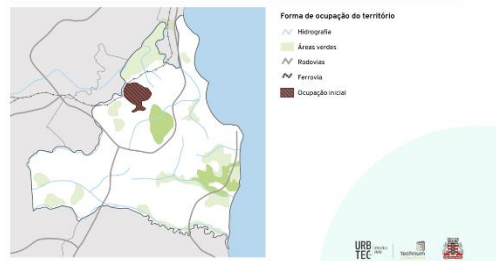 Forma de ocupação do território
Hidrografia
Áreas verdes
Rodovias
Ferrovia
Ocupação inicial
URB
TEC
technum